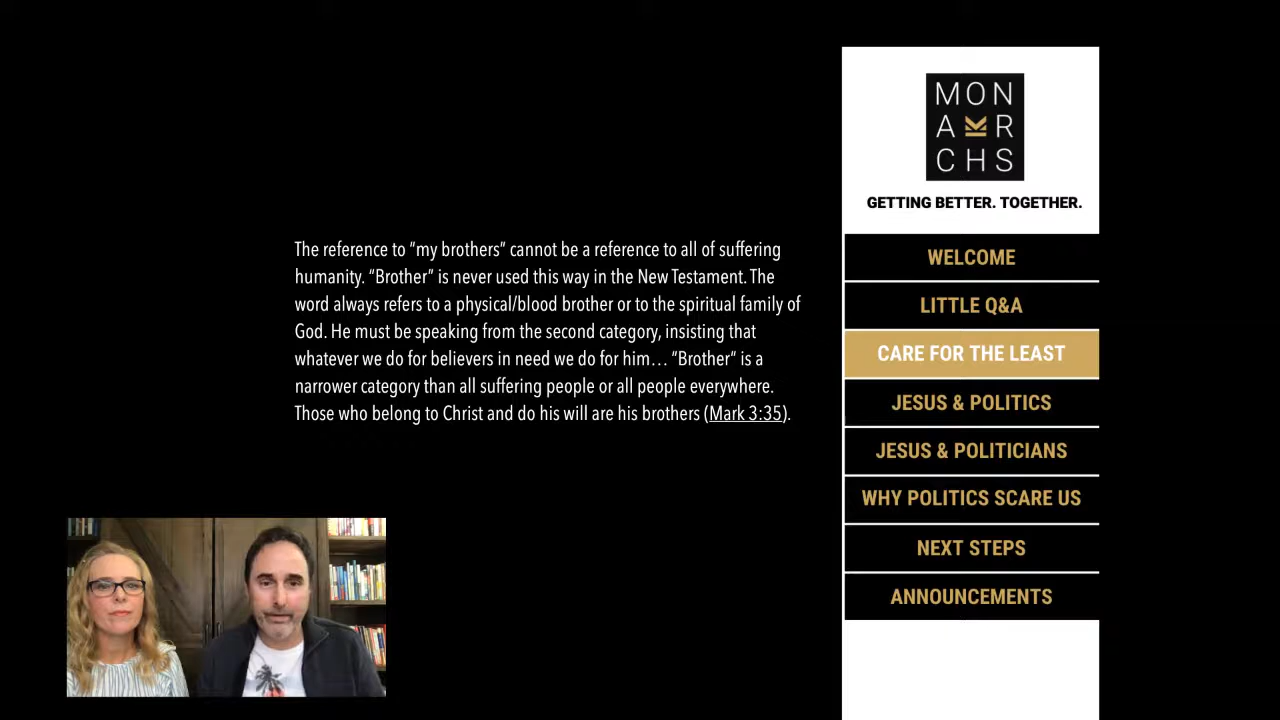 The reference to “my brothers” cannot be a reference to all of suffering
humanity. “Brother” is never used this way in the New Testament. The
word always refers to a physical/blood brother or to the spiritual family of
God. He must be speaking from the second category, insisting that
whatever we do for believers in need we do for him… ”Brother” is a
narrower category than all suffering people or all people everywhere.
Those who belong to Christ and do his will are his brothers (Mark 3:35).
MON
A K R
CHS
GETTING BETTER. TOGETHER.
WELCOME
LITTLE Q&A
CARE FOR THE LEAST
JESUS & POLITICS
JESUS & POLITICIANS
WHY POLITICS SCARE US
NEXT STEPS
ANNOUNCEMENTS